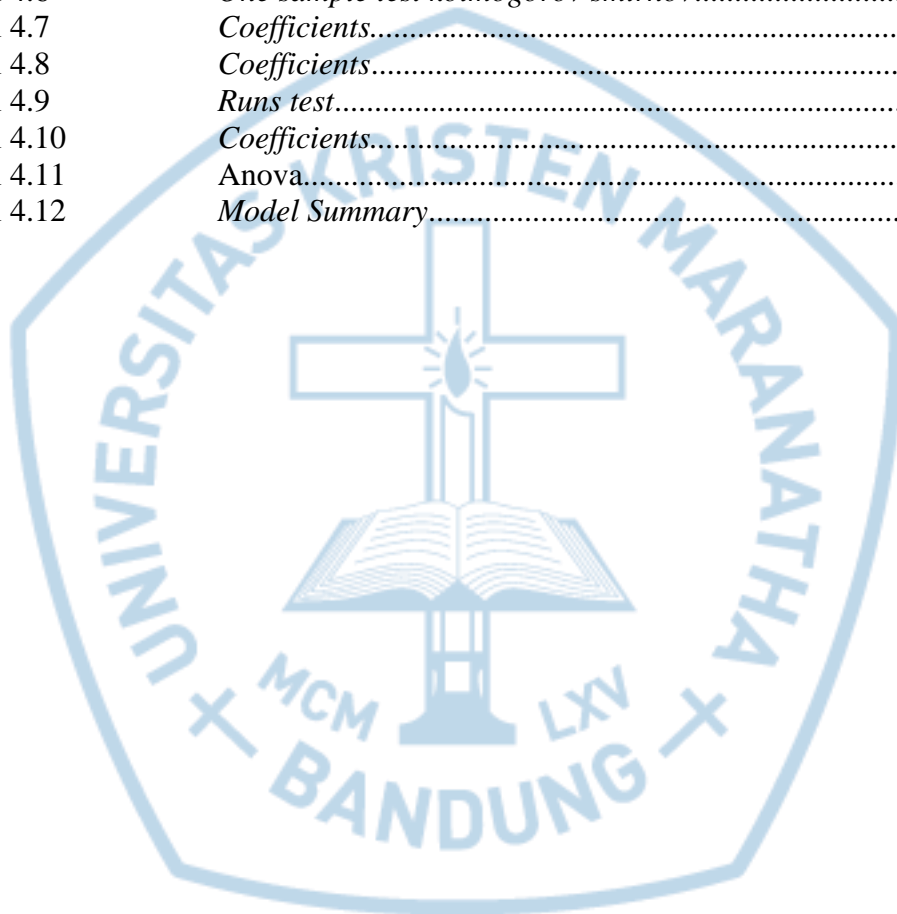 4.7 Coefficients
4.8 Coefficients
4.9 Runs test
4.10 Coefficients
4.11 Anova
4.12 Model Summary
UNIVERSITAS KRISTEN MARANATHA
MCM LXV
BANDUNG